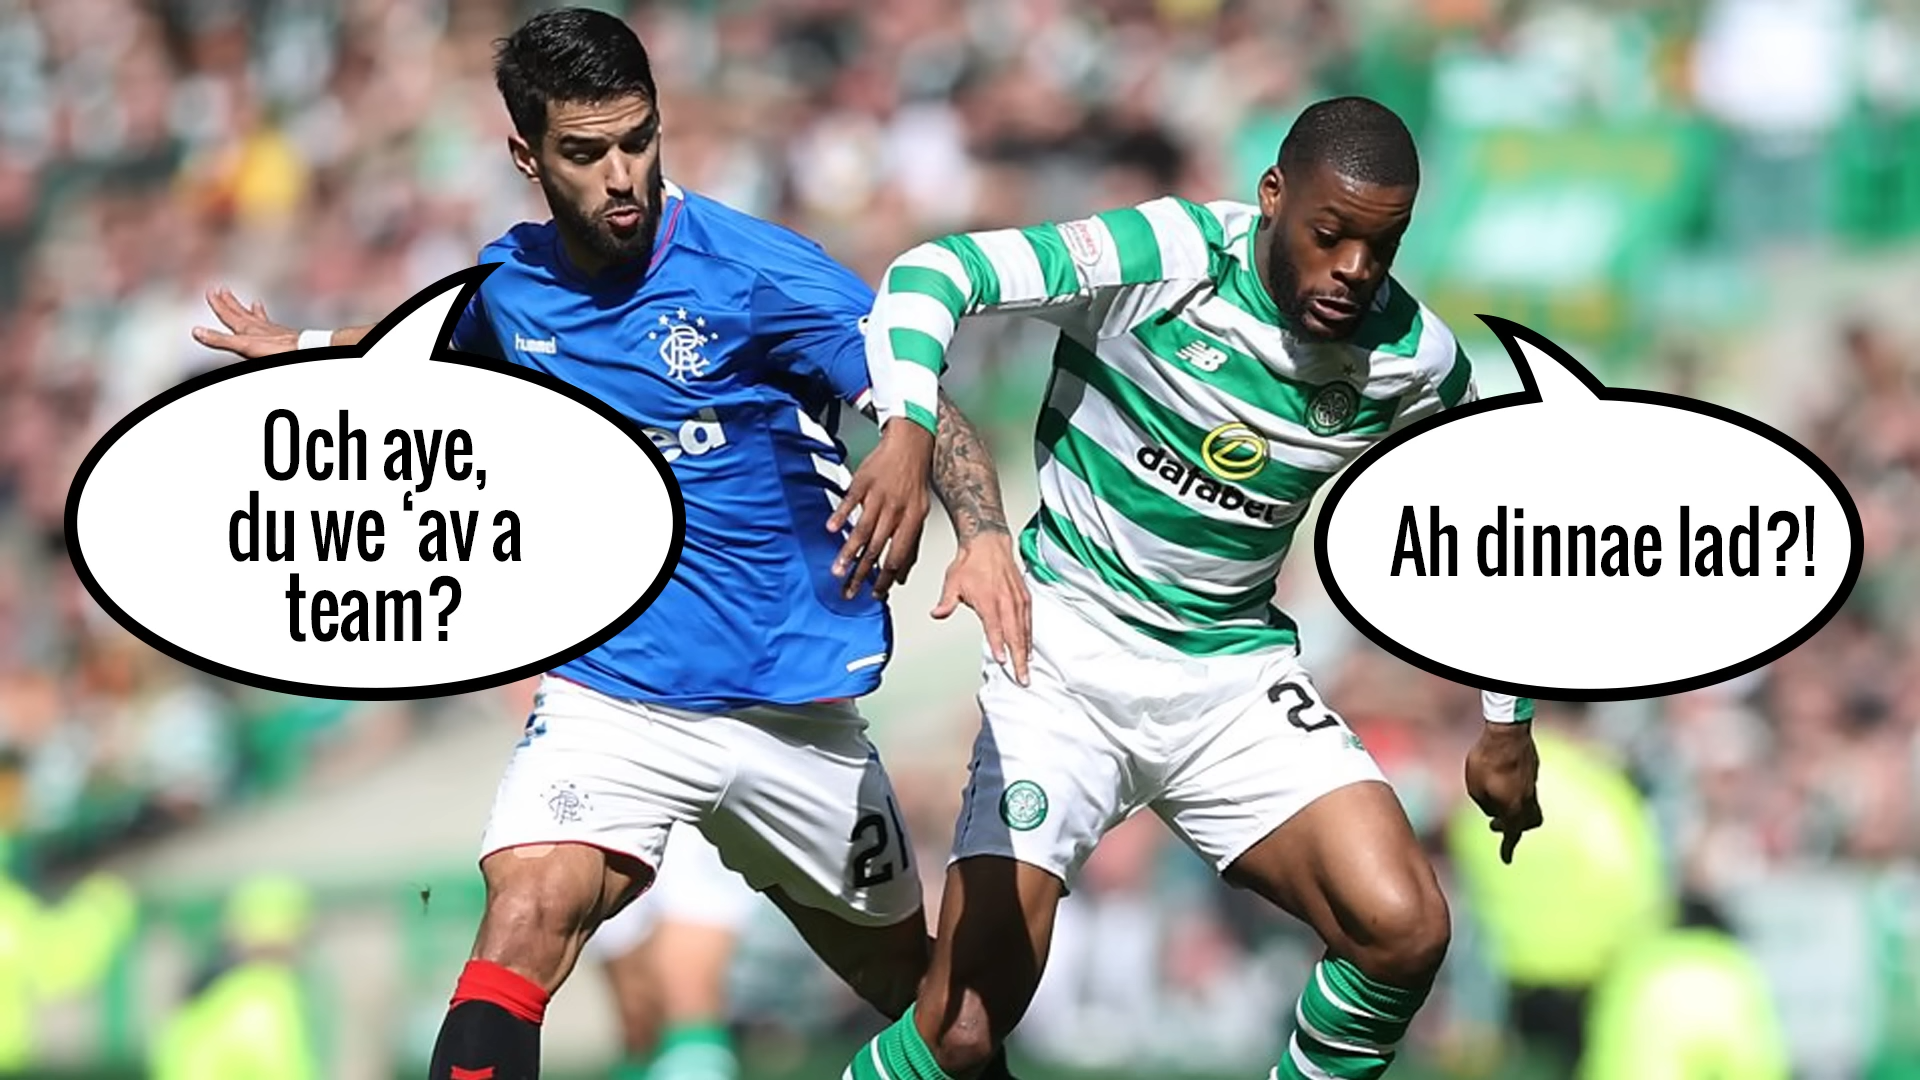 Och aye,
du we ‘av a
team?
Ah dinnae lad?!
hummel
dafabet
21
2